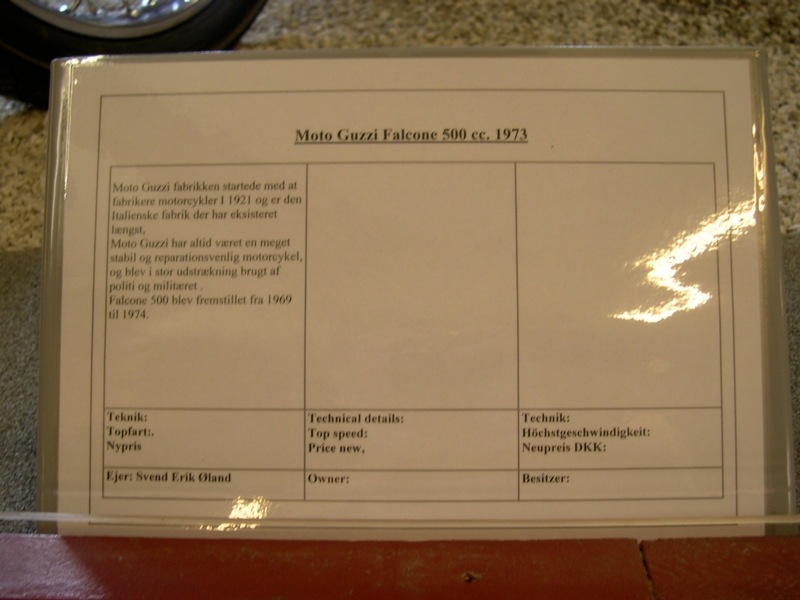 Moto Guzzi Falcone 500 cc. 1973
Moto Guzzi fabrikken startede med at
fabrikere motorcykler I 1921 og er den
Italienske fabrik der har eksisteret
længst,
Moto Guzzi har altid været en meget
stabil og reparationsvenlig motorcykel,
og blev i stor udstrækning brugt af
politi og militæret .
Falcone 500 blev fremstillet fra 1969
til 1974.
Teknik:
Topfart:.
Nypris
Technical details:
Top speed:
Price new,
Technik:
Höchstgeschwindigkeit:
Neupreis DKK:
Ejer: Svend Erik Øland
Owner:
Besitzer: